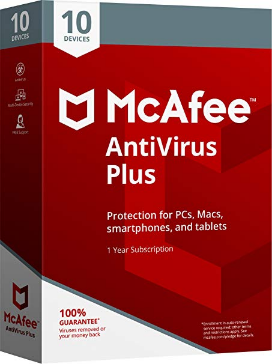 10
DEVICES
10
DEVICES
McAfee™
AntiVirus
Plus
Protection for PCs, Macs,
smartphones, and tablets
1 Year Subscription
100%
GUARANTEE*
Viruses removed or
your money back
McAfee
AntiVirus Plus